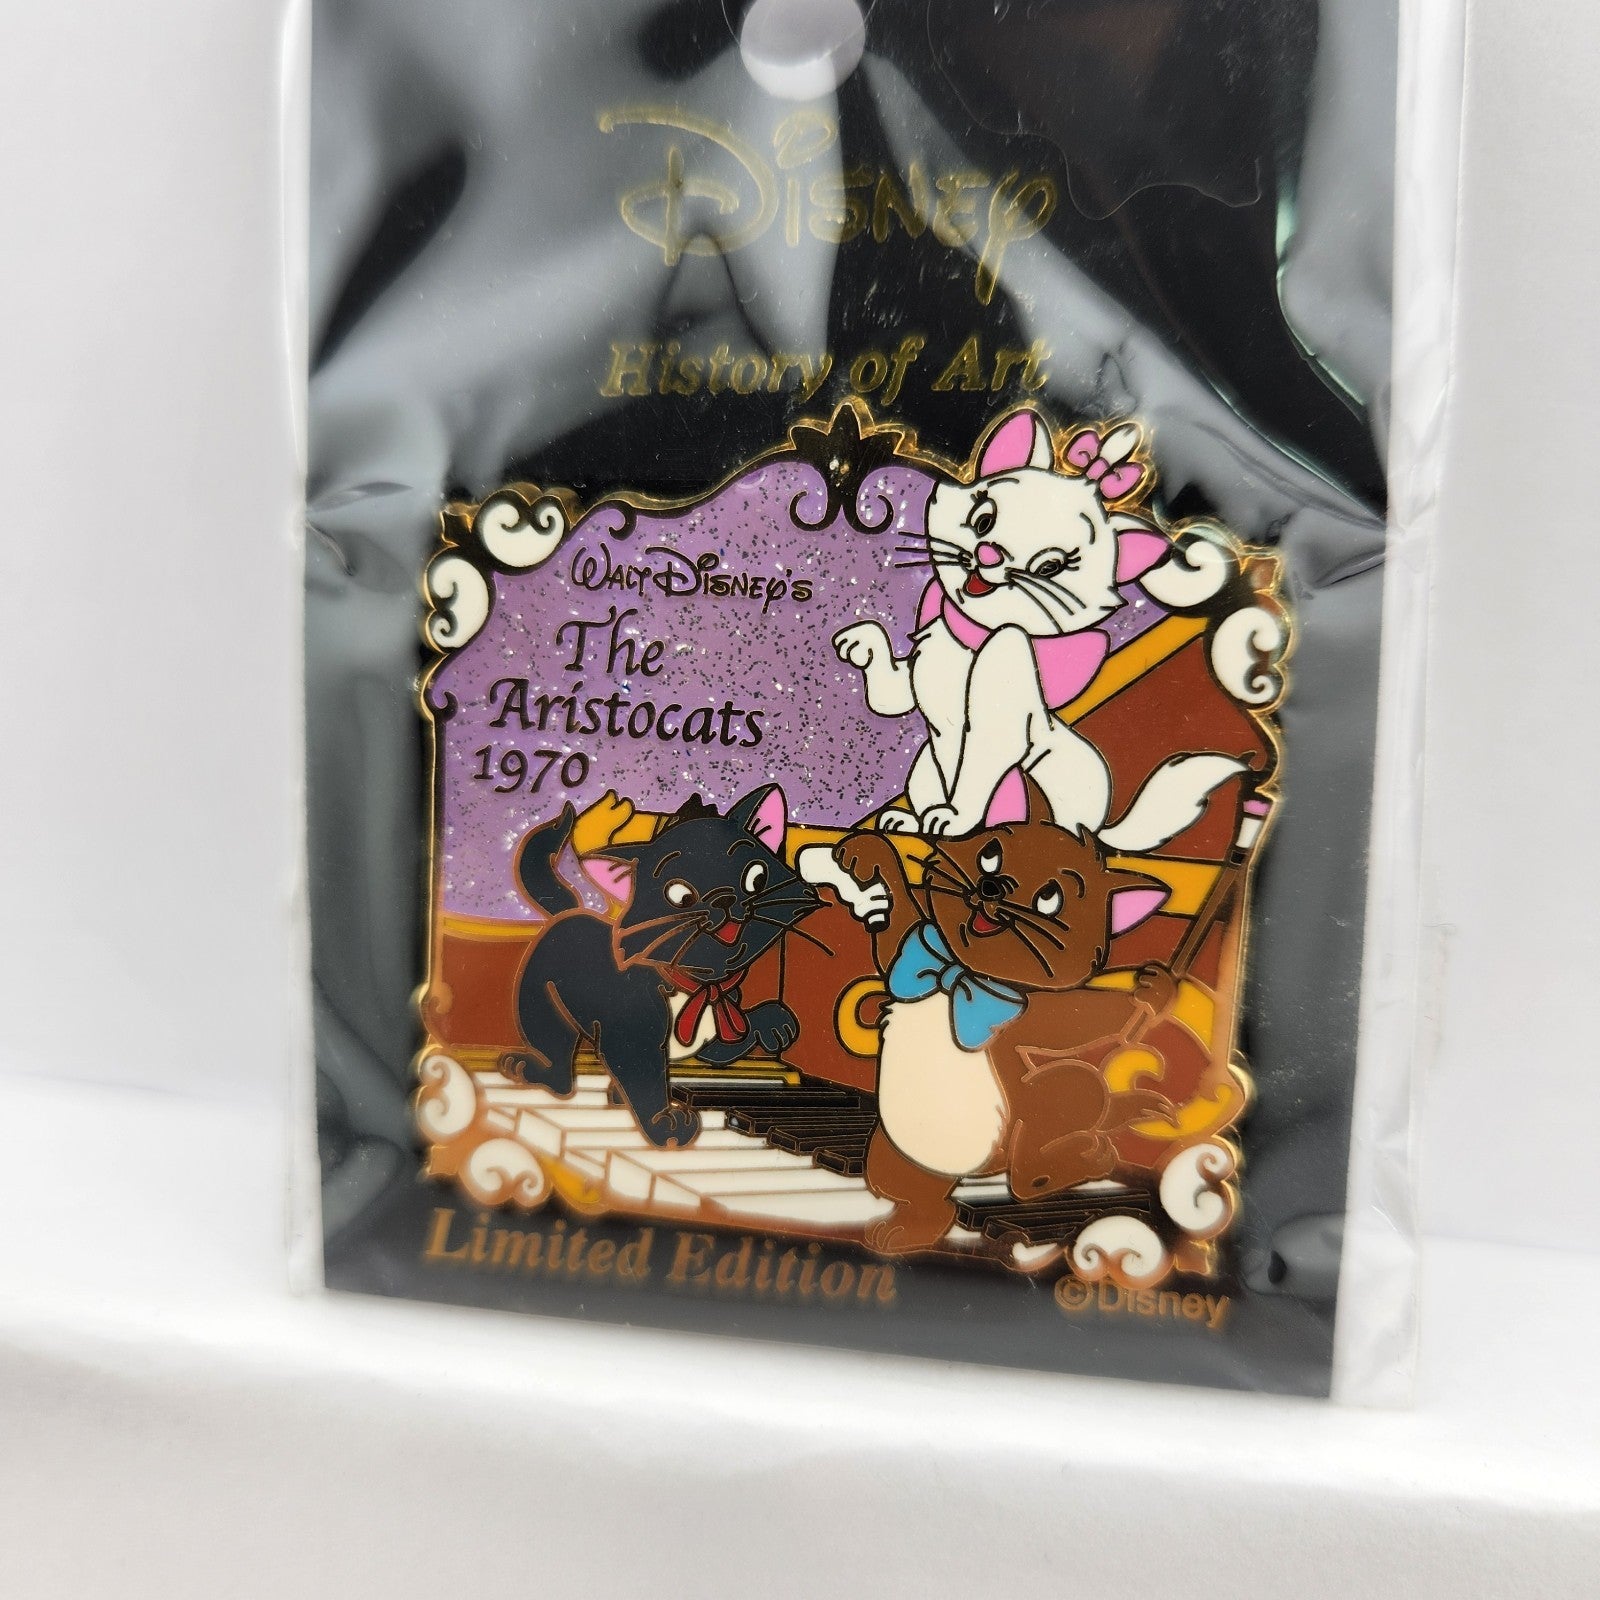 Disney
History of Art
Walt Disney's
The
Aristocats
1970
Limited Edition
©Disney